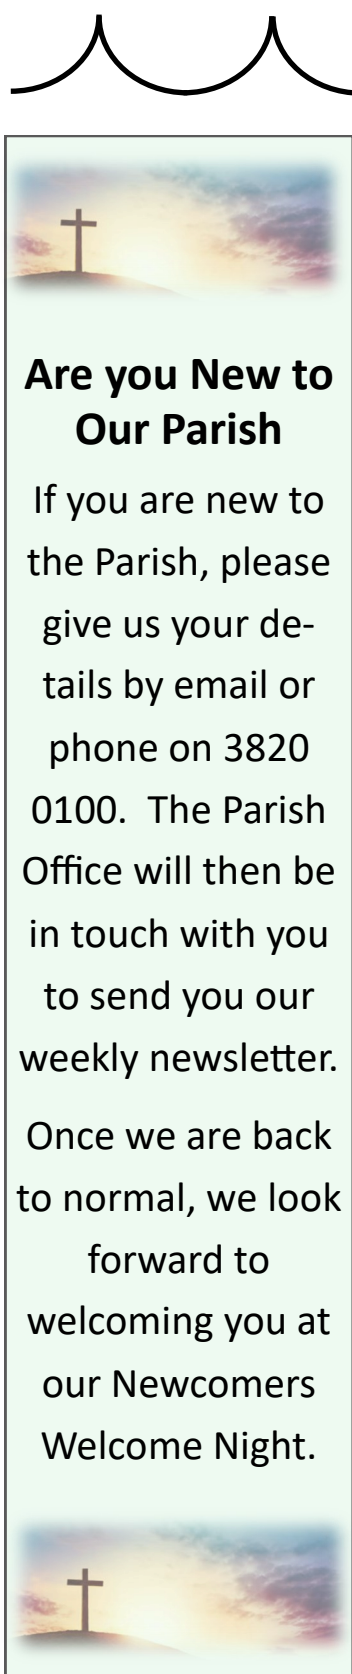 Are you New to
Our Parish
If you are new to
the Parish, please
give us your de-
tails by email or
phone on 3820
0100.  The Parish
Office will then be
in touch with you
to send you our
weekly newsletter.
Once we are back
to normal, we look
forward to
welcoming you at
our Newcomers
Welcome Night.